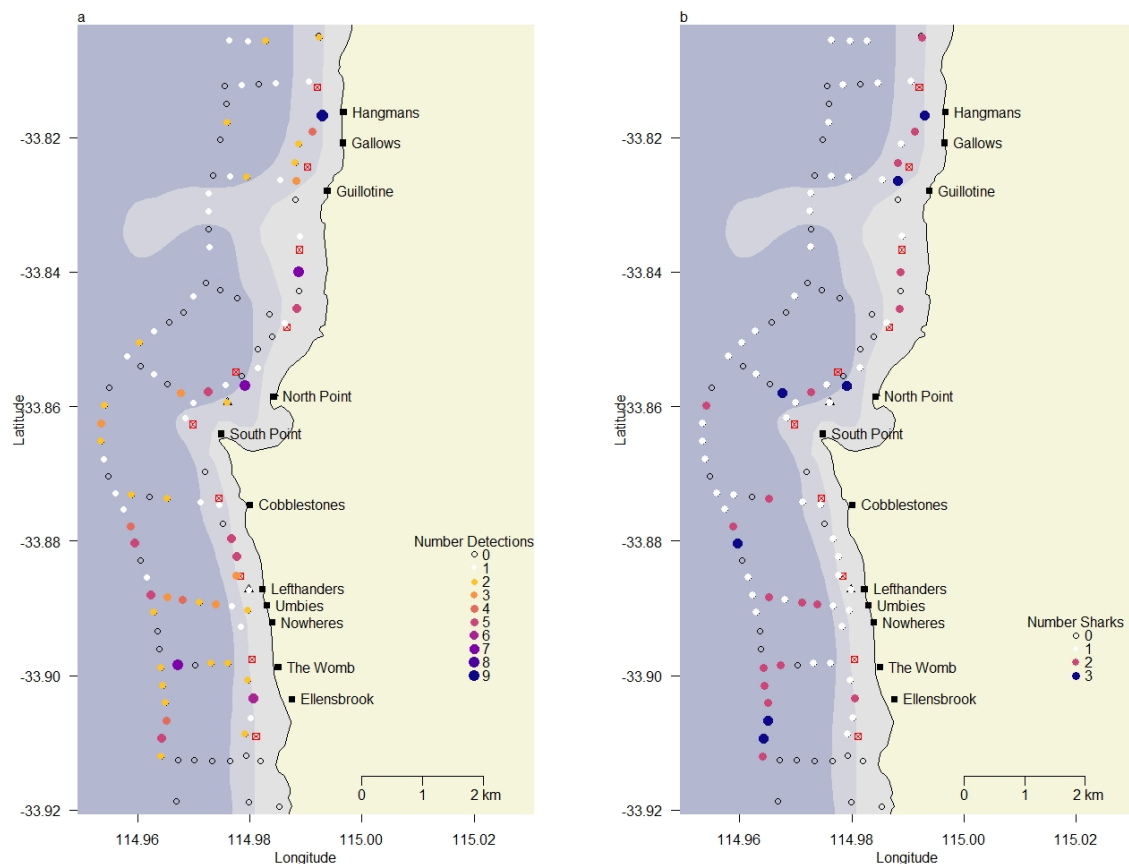 a
-33.82
-33.84
-33.86
-33.88
-33.90
-33.92
Latitude
114.96
114.98
115.00
115.02
Longitude
Hangmans
Gallows
Guillotine
North Point
South Point
Cobblestones
Lefthanders
Umbies
Nowheres
The Womb
Ellensbrook
Number Detections
0
1
2
3
4
5
6
7
8
9
0 1 2 km
b
-33.82
-33.84
-33.86
-33.88
-33.90
-33.92
Latitude
114.96
114.98
115.00
115.02
Longitude
Hangmans
Gallows
Guillotine
North Point
South Point
Cobblestones
Lefthanders
Umbies
Nowheres
The Womb
Ellensbrook
Number Sharks
0
1
2
3
0 1 2 km